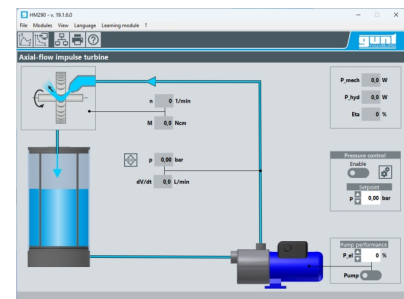 HM290 - v. 19.1.6.0
File Modules View Language Learning module ?
gunt
Axial-flow impulse turbine
n 0 1/min
M 0,0 Ncm
p 0,00 bar
dV/dt 0,0 L/min
P_mech 0,0 W
P_hyd 0,0 W
Eta 0 %
Pressure control
Enable
Setpoint
p 0,00 bar
Pump performance
P_el 0 %
Pump